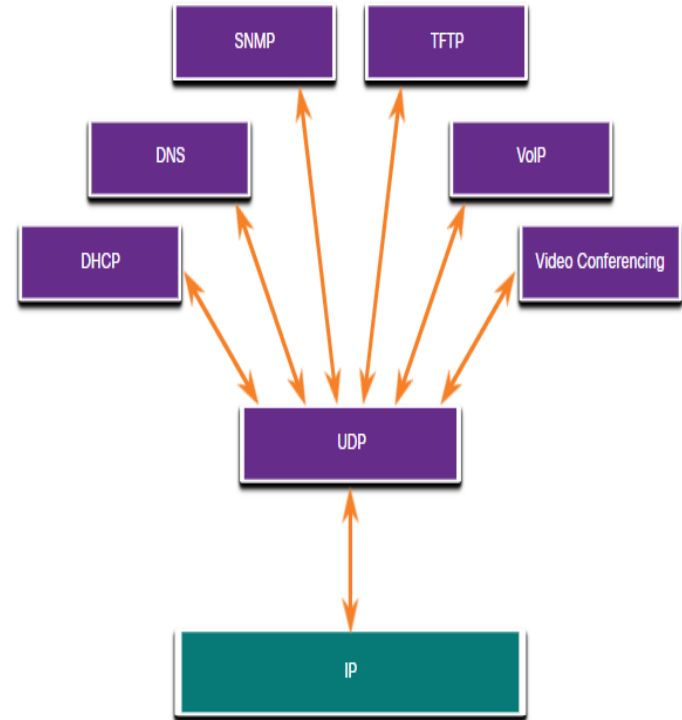 SNMP
TFTP
DNS
VoIP
DHCP
Video Conferencing
UDP
IP